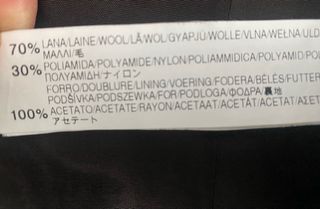 70% LANA/LAINE/WOOL/LÃ/WOL/GYAPJÚ/WOLLE/VLNA/WEŁNA/ULD
ΜΑΛΛΙ/毛
30% POLIAMIDA/POLYAMIDE/NYLON/POLIAMMIDICA/POLYAMID/
ΠΟΛΥΑΜΙΔΗ/ナイロン
FORRO/DOUBLURE/LINING/VOERING/FODERA/BÉLÉS/FUTTER
PODŠÍVKA/PODSZEWKA/FOR/PODLOGA/ΦΟΔΡΑ/裏地
100% ACETATO/ACETATE/RAYON/ACETAAT/ACETÁT/ACETAT/
アセテート